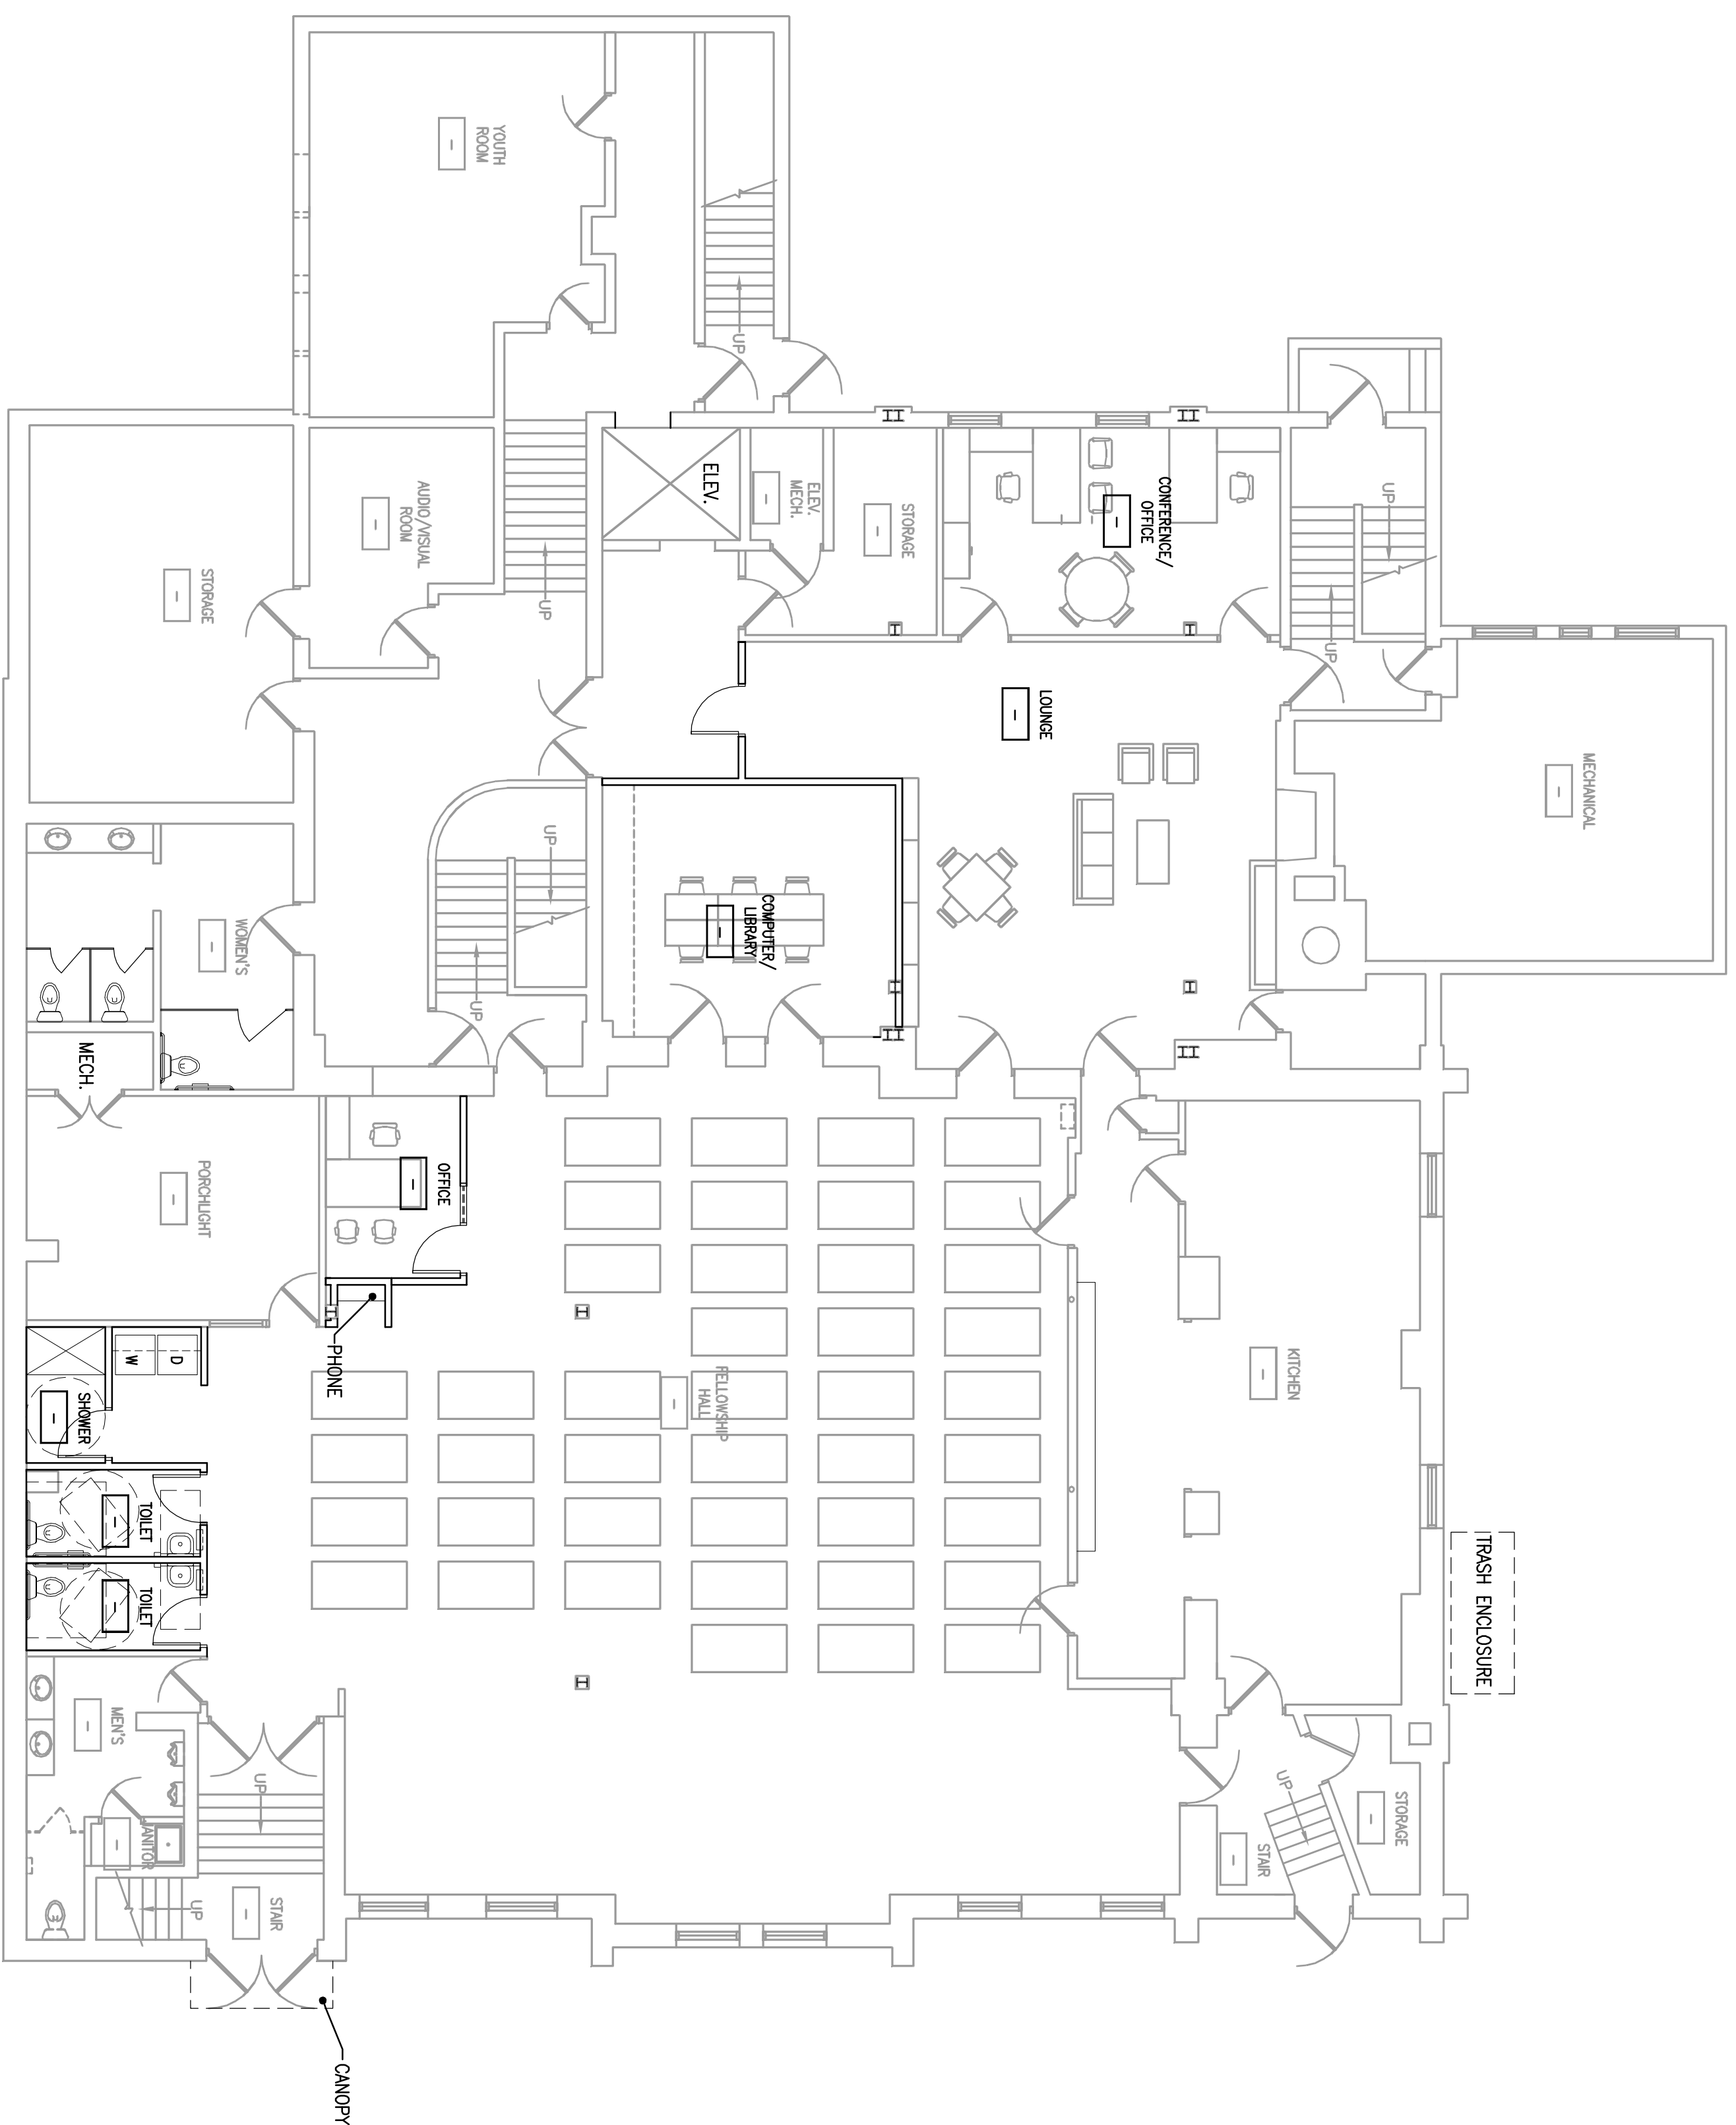 YOUTH
ROOM
UP
UP
UP
UP
MECHANICAL
CONFERENCE/
OFFICE
STORAGE
ELEV.
MECH.
ELEV.
UP
AUDIO/VISUAL
ROOM
STORAGE
LOUNGE
UP
UP
COMPUTER/
LIBRARY
WOMEN'S
MECH.
OFFICE
PORCHLIGHT
PHONE
KITCHEN
FELLOWSHIP
HALL
D
W
SHOWER
TOILET
TOILET
TRASH ENCLOSURE
MEN'S
UP
ANITOR
UP
STAIR
UP
STORAGE
STAIR
CANOPY